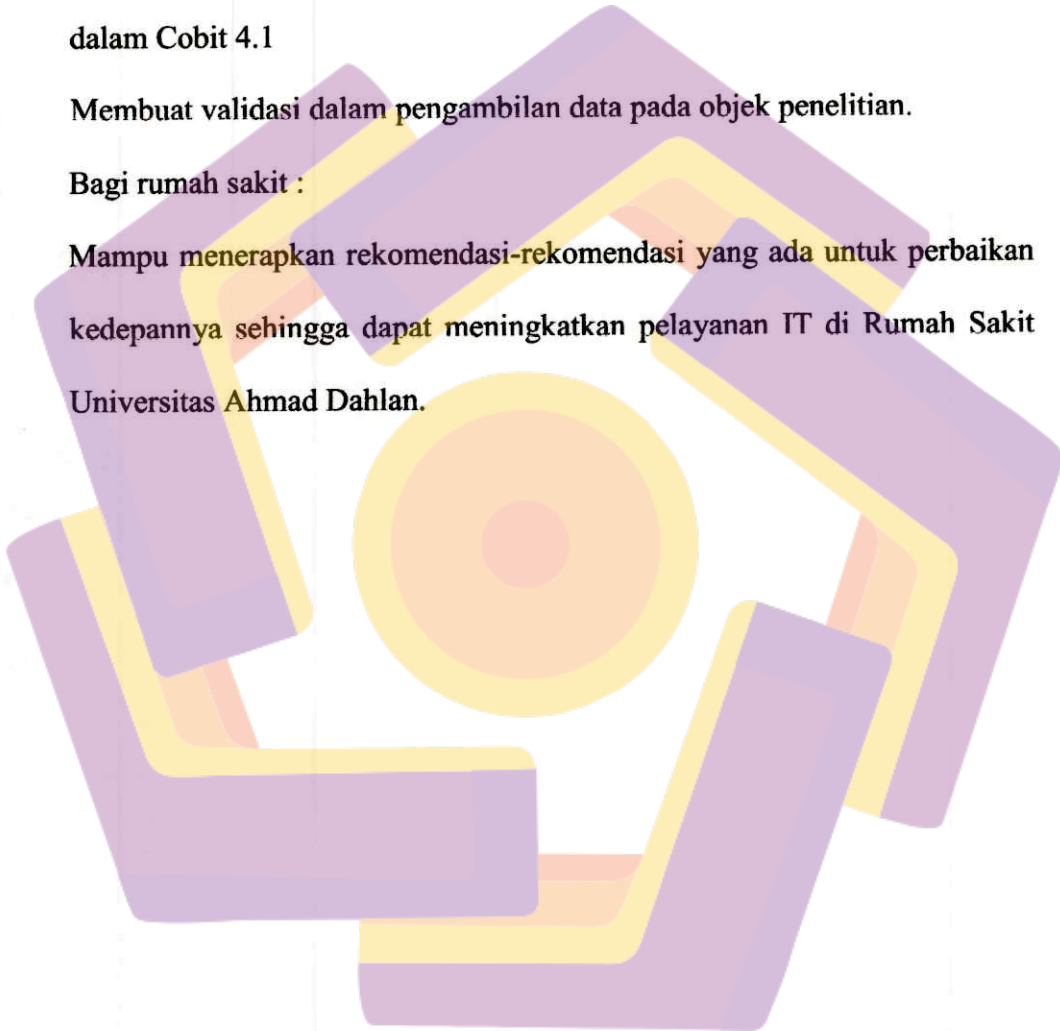 dalam Cobit 4.1
Membuat validasi dalam pengambilan data pada objek penelitian.
Bagi rumah sakit :
Mampu menerapkan rekomendasi-rekomendasi yang ada untuk perbaikan
kedepannya sehingga dapat meningkatkan pelayanan IT di Rumah Sakit
Universitas Ahmad Dahlan.